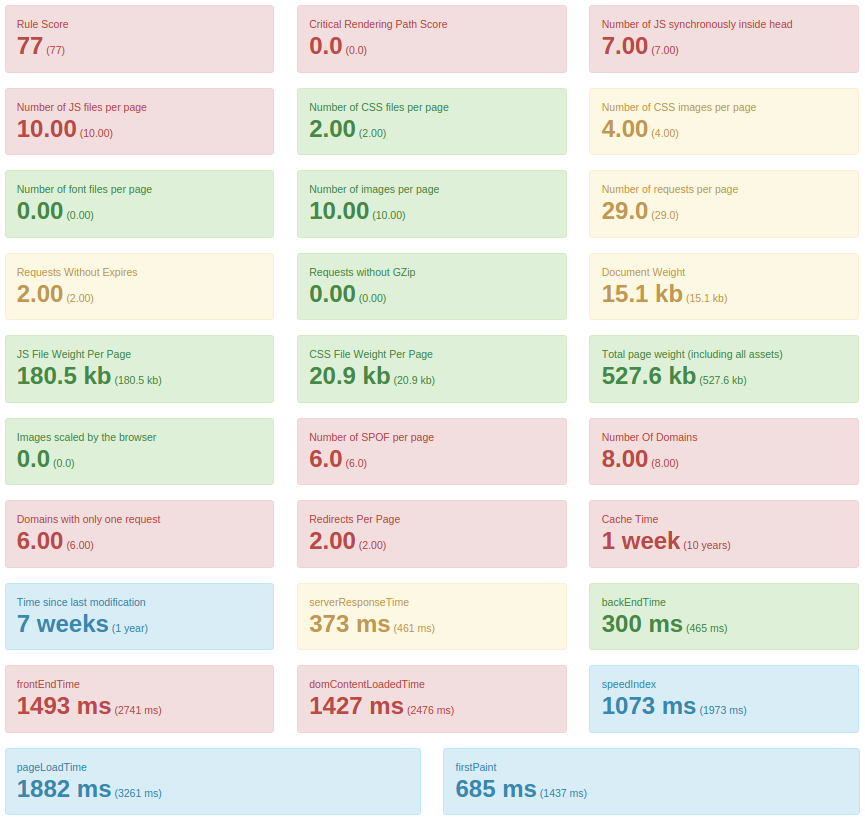 Rule Score
77 (77)
Critical Rendering Path Score
0.0 (0.0)
Number of JS synchronously inside head
7.00 (7.00)
Number of JS files per page
10.00 (10.00)
Number of CSS files per page
2.00 (2.00)
Number of CSS images per page
4.00 (4.00)
Number of font files per page
0.00 (0.00)
Number of images per page
10.00 (10.00)
Number of requests per page
29.0 (29.0)
Requests Without Expires
2.00 (2.00)
Requests without GZip
0.00 (0.00)
Document Weight
15.1 kb (15.1 kb)
JS File Weight Per Page
180.5 kb (180.5 kb)
CSS File Weight Per Page
20.9 kb (20.9 kb)
Total page weight (including all assets)
527.6 kb (527.6 kb)
Images scaled by the browser
0.0 (0.0)
Number of SPOF per page
6.0 (6.0)
Number Of Domains
8.00 (8.00)
Domains with only one request
6.00 (6.00)
Redirects Per Page
2.00 (2.00)
Cache Time
1 week (10 years)
Time since last modification
7 weeks (1 year)
serverResponseTime
373 ms (461 ms)
backEndTime
300 ms (465 ms)
frontEndTime
1493 ms (2741 ms)
domContentLoadedTime
1427 ms (2476 ms)
speedIndex
1073 ms (1973 ms)
pageLoadTime
1882 ms (3261 ms)
firstPaint
685 ms (1437 ms)